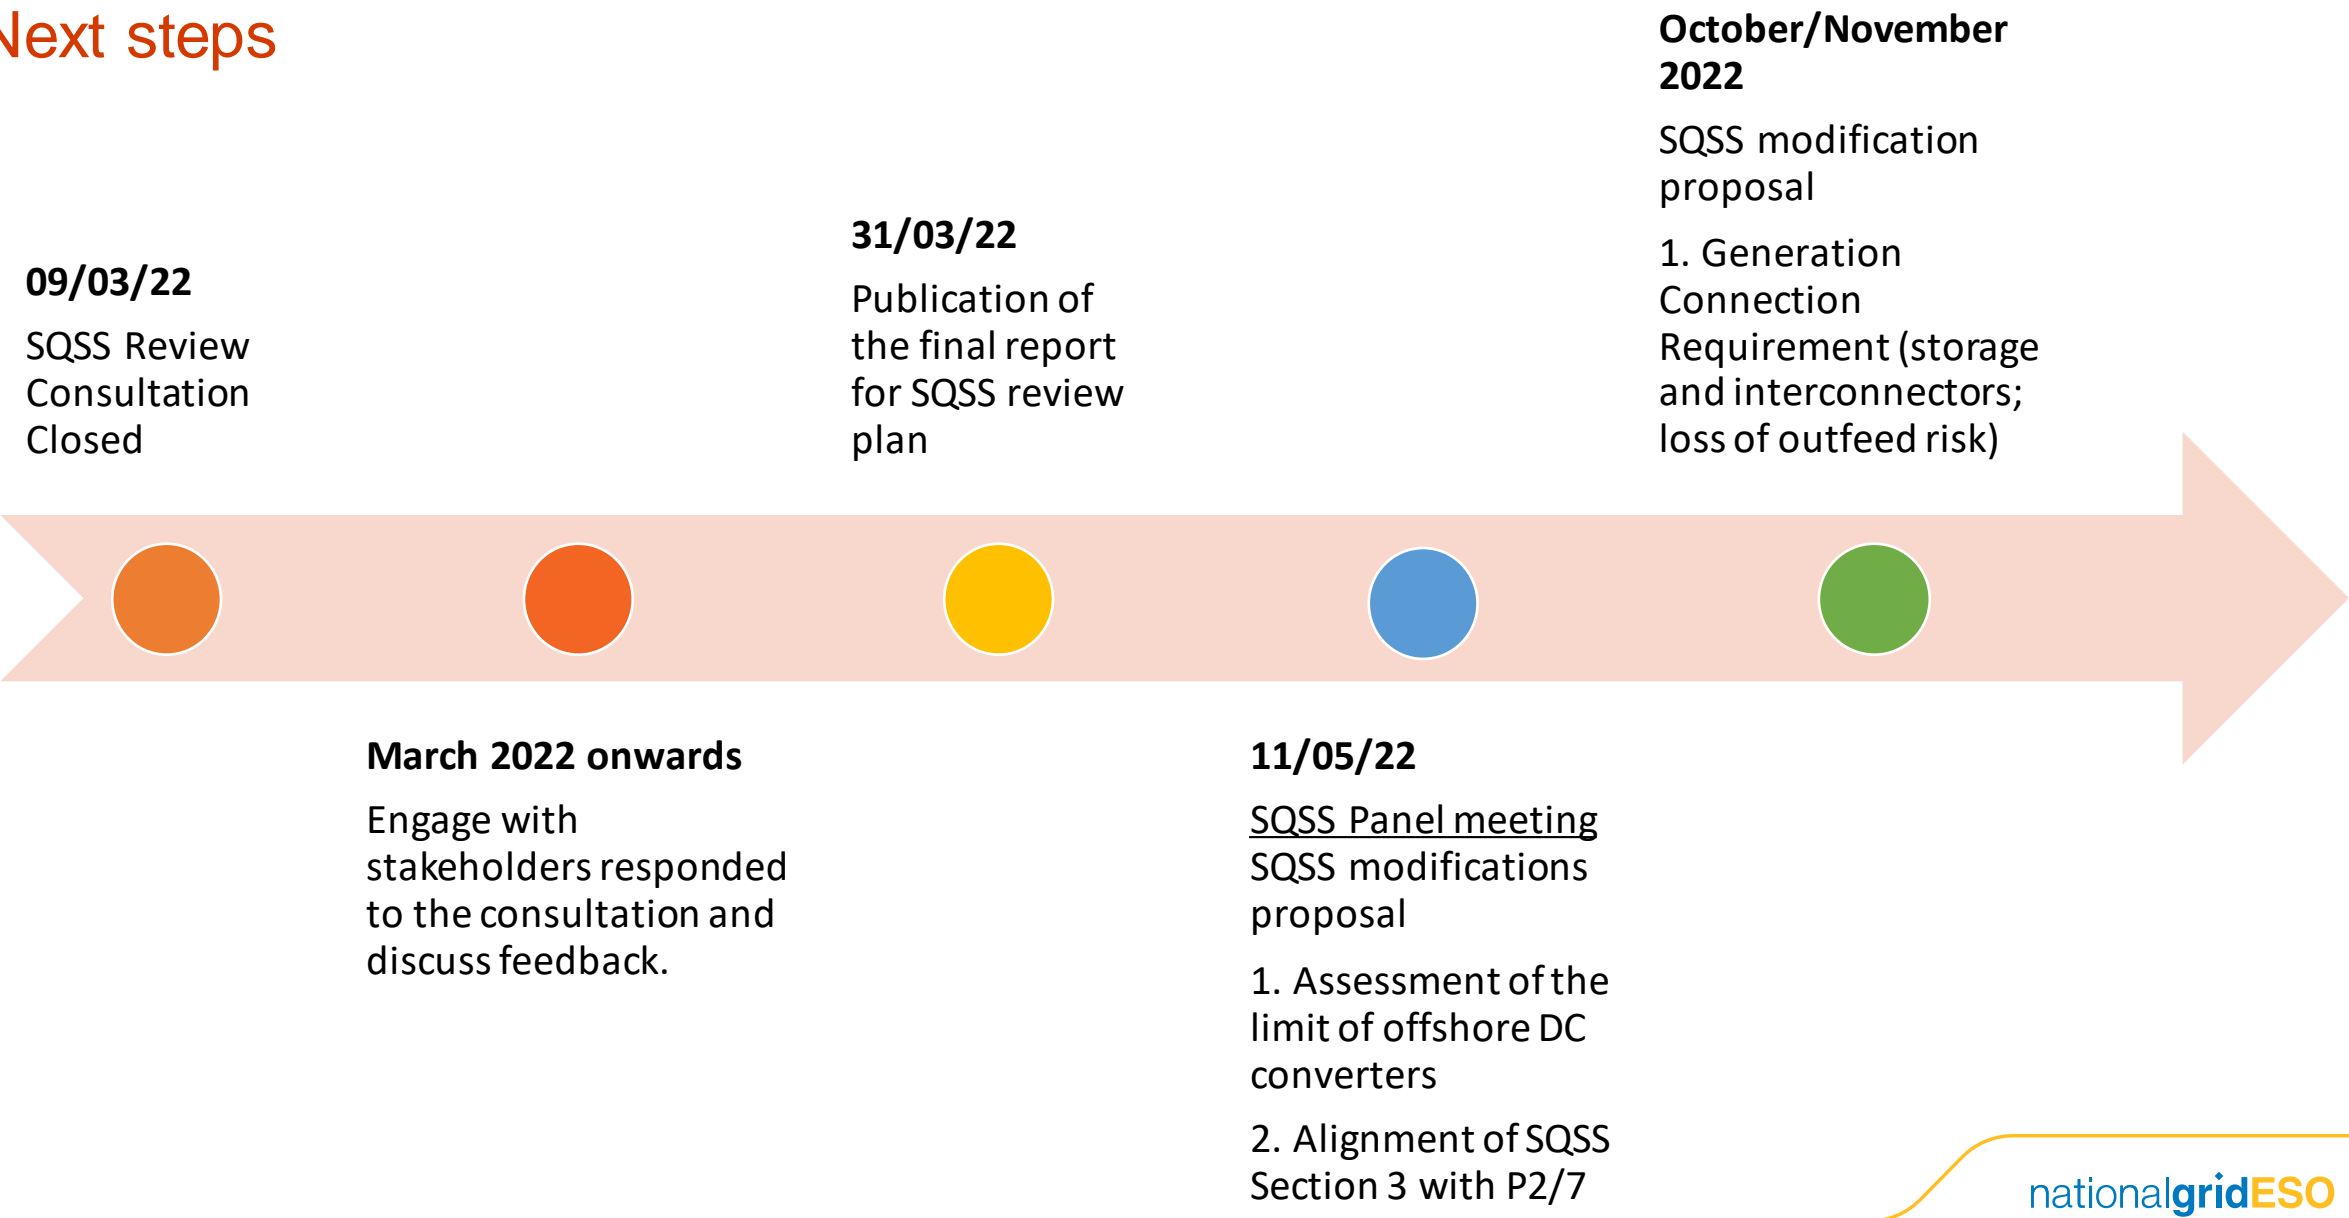 Next steps
09/03/22
SQSS Review
Consultation
Closed
March 2022 onwards
Engage with
stakeholders responded
to the consultation and
discuss feedback.
31/03/22
Publication of
the final report
for SQSS review
plan
11/05/22
SQSS Panel meeting
SQSS modifications
proposal
1. Assessment of the
limit of offshore DC
converters
2. Alignment of SQSS
Section 3 with P2/7
October/November
2022
SQSS modification
proposal
1. Generation
Connection
Requirement (storage
and interconnectors;
loss of outfeed risk)
nationalgridESO